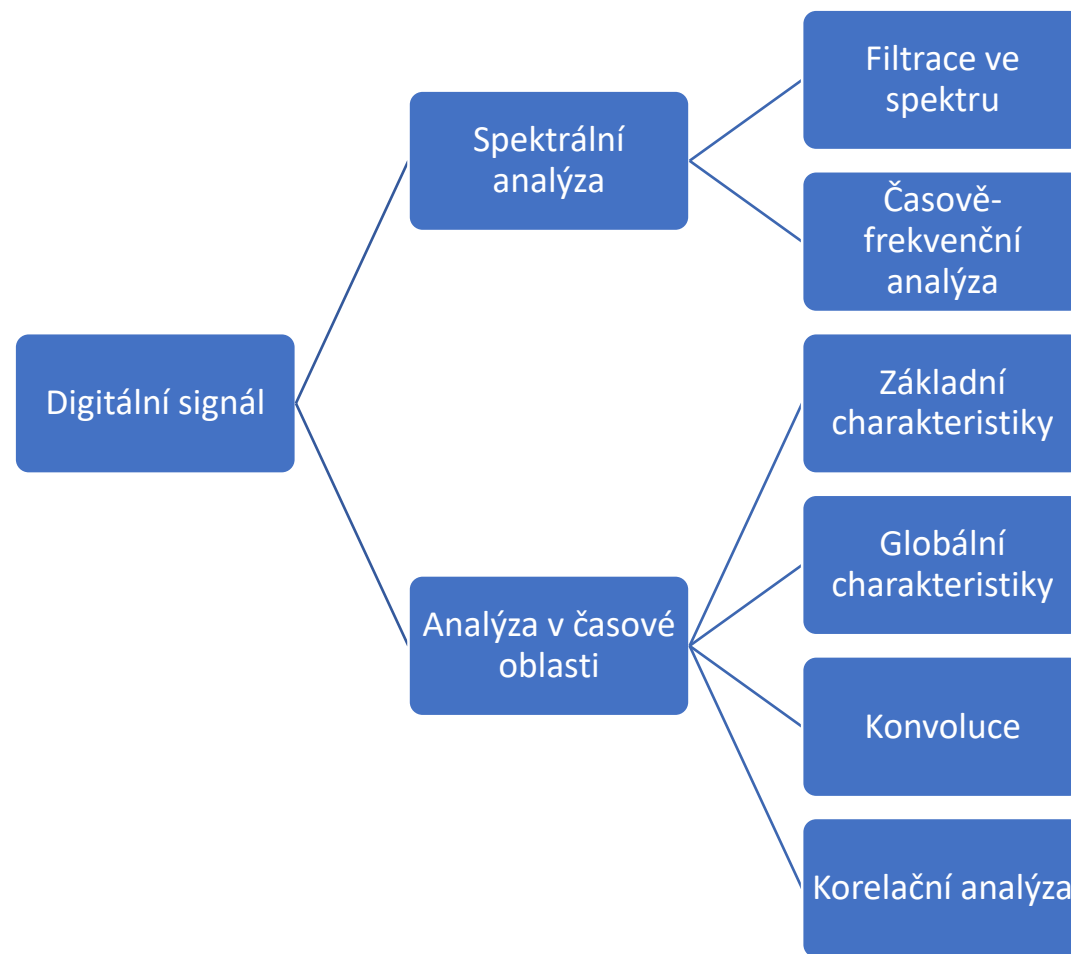 Filtrace ve
spektru
Spektrální
analýza
Časově-
frekvenční
analýza
Digitální signál
Základní
charakteristiky
Globální
charakteristiky
Analýza v časové
oblasti
Konvoluce
Korelační analýza